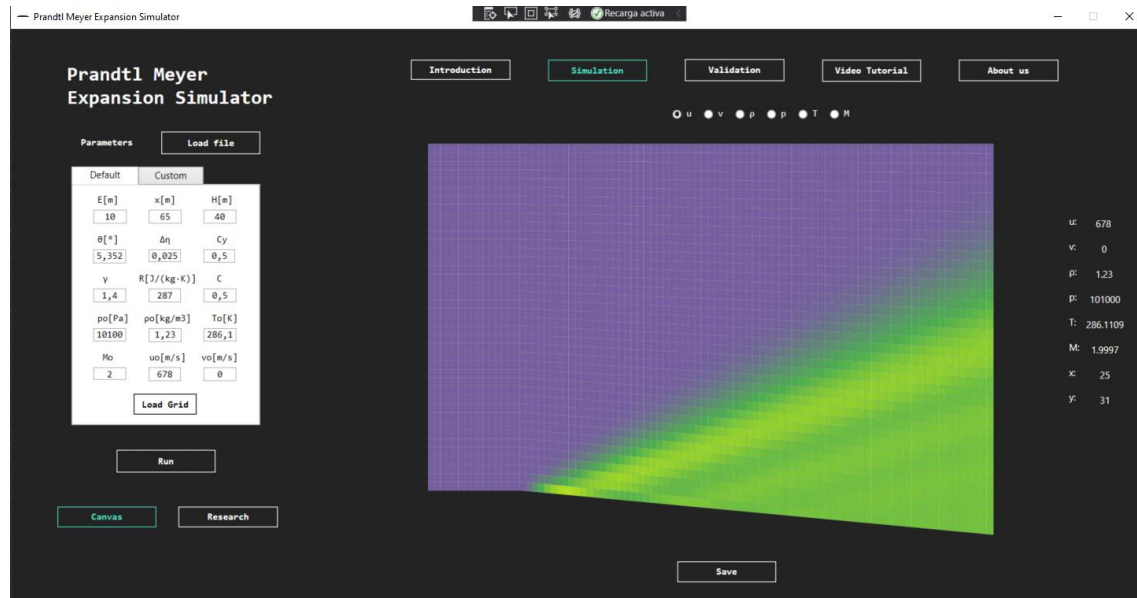 Prandtl Meyer Expansion Simulator
Recarga activa
Prandtl Meyer
Expansion Simulator
Introduction Simulation Validation Video Tutorial About us
u v ρ p T M
Parameters Load file
Default Custom
E[m] x[m] H[m]
10 65 40
θ[°] Δη Cy
5,352 0,025 0,5
γ R[J/(kg·K)] C
1,4 287 0,5
po[Pa] ρo[kg/m3] To[K]
10100 1,23 286,1
Mo uo[m/s] vo[m/s]
2 678 0
Load Grid
Run
Canvas Research
u: 678
v: 0
ρ: 1.23
p: 101000
T: 286.1109
M: 1.9997
x: 25
y: 31
Save